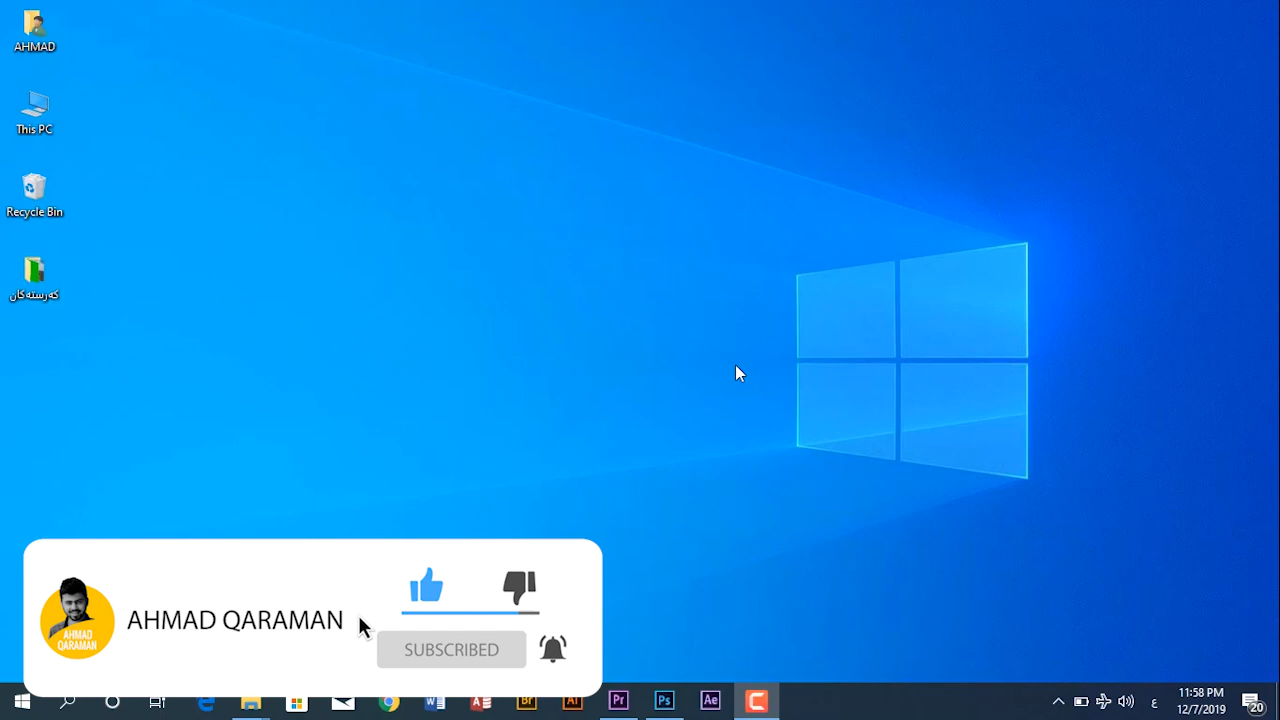 AHMAD
This PC
Recycle Bin
کەرستەکان
AHMAD
QARAMAN
AHMAD QARAMAN
SUBSCRIBED
Br
Ai
Pr
Ps
Ae
ع
11:58 PM
12/7/2019
20